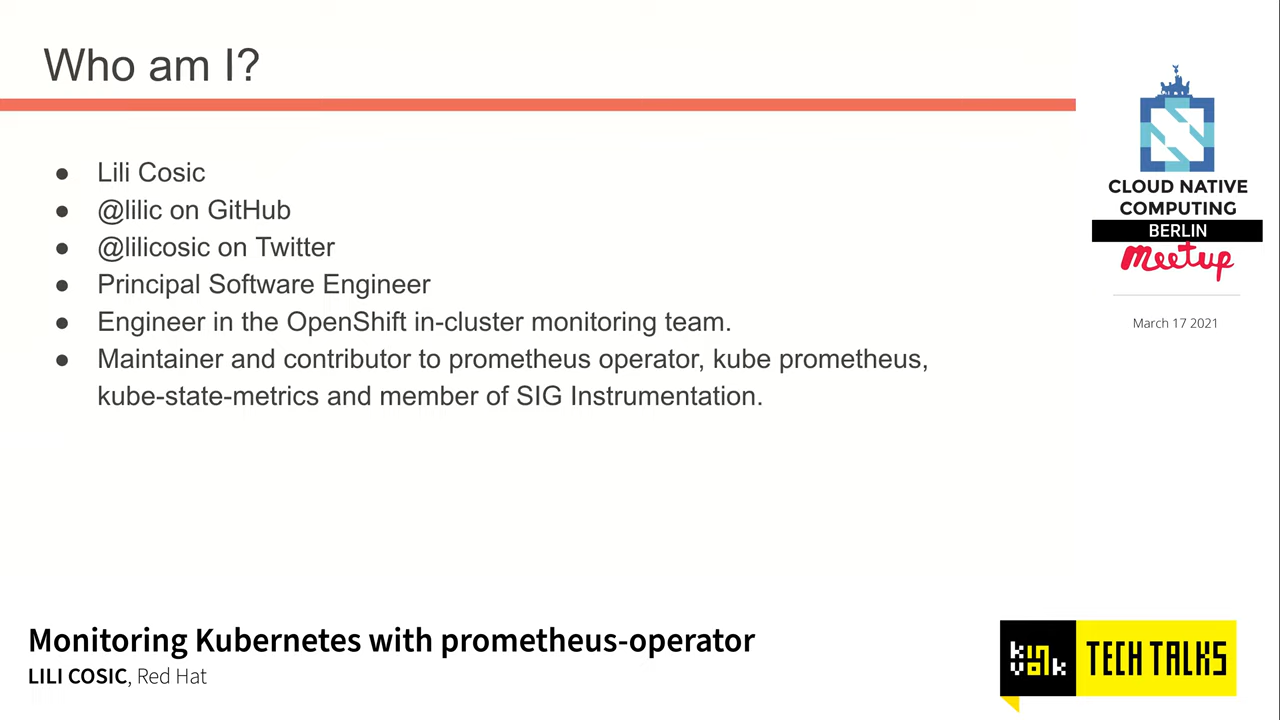 Who am I?
● Lili Cosic
● @lilic on GitHub
● @lilicosic on Twitter
● Principal Software Engineer
● Engineer in the OpenShift in-cluster monitoring team.
● Maintainer and contributor to prometheus operator, kube prometheus,
kube-state-metrics and member of SIG Instrumentation.
CLOUD NATIVE
COMPUTING
BERLIN
Meetup
March 17 2021
Monitoring Kubernetes with prometheus-operator
LILI COSIC, Red Hat
kinvolk TECH TALKS